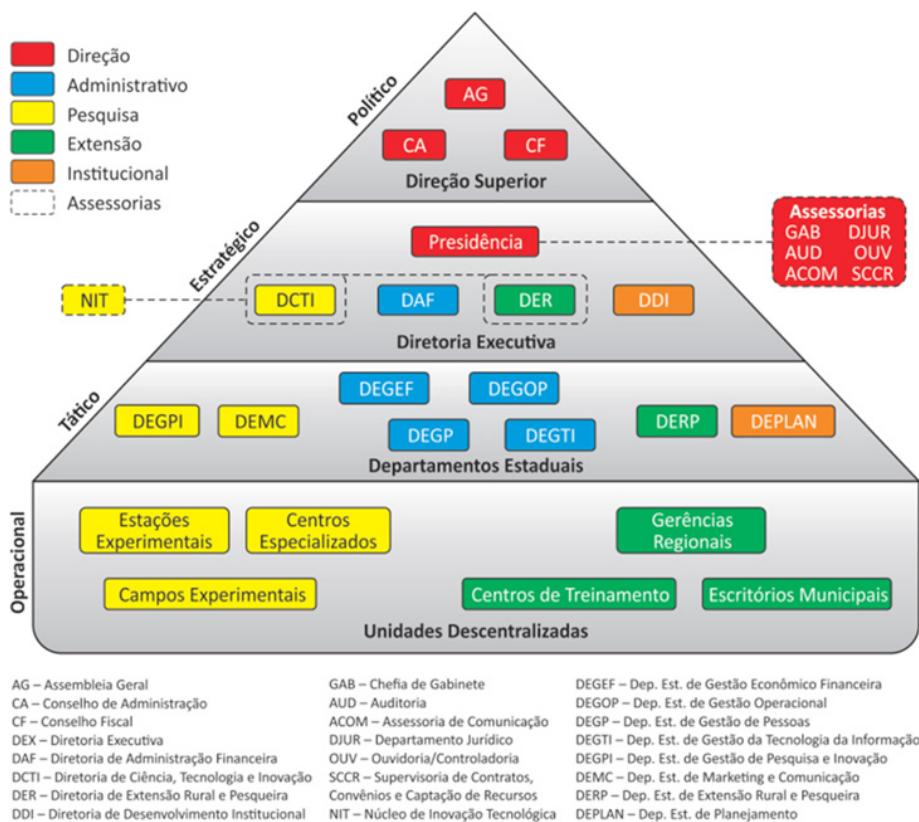 Direção
Administrativo
Pesquisa
Extensão
Institucional
Assessorias
Político
AG
CA CF
Direção Superior
Estratégico
Presidência
Assessorias
GAB DJUR
AUD OUV
ACOM SCCR
NIT
DCTI DAF DER DDI
Diretoria Executiva
Tático
DEGEF DEGOP
DEGPI DEMC DEGP DEGTI DERP DEPLAN
Departamentos Estaduais
Operacional
Estações
Experimentais
Centros
Especializados
Gerências
Regionais
Campos Experimentais Centros de Treinamento Escritórios Municipais
Unidades Descentralizadas
AG – Assembleia Geral
CA – Conselho de Administração
CF – Conselho Fiscal
DEX – Diretoria Executiva
DAF – Diretoria de Administração Financeira
DCTI – Diretoria de Ciência, Tecnologia e Inovação
DER – Diretoria de Extensão Rural e Pesqueira
DDI – Diretoria de Desenvolvimento Institucional
GAB – Chefia de Gabinete
AUD – Auditoria
ACOM – Assessoria de Comunicação
DJUR – Departamento Jurídico
OUV – Ouvidoria/Controladoria
SCCR – Supervisoria de Contratos,
Convênios e Captação de Recursos
NIT – Núcleo de Inovação Tecnológica
DEGEF – Dep. Est. de Gestão Econômico Financeira
DEGOP – Dep. Est. de Gestão Operacional
DEGP – Dep. Est. de Gestão de Pessoas
DEGTI – Dep. Est. de Gestão da Tecnologia da Informação
DEGPI – Dep. Est. de Gestão de Pesquisa e Inovação
DEMC – Dep. Est. de Marketing e Comunicação
DERP – Dep. Est. de Extensão Rural e Pesqueira
DEPLAN – Dep. Est. de Planejamento